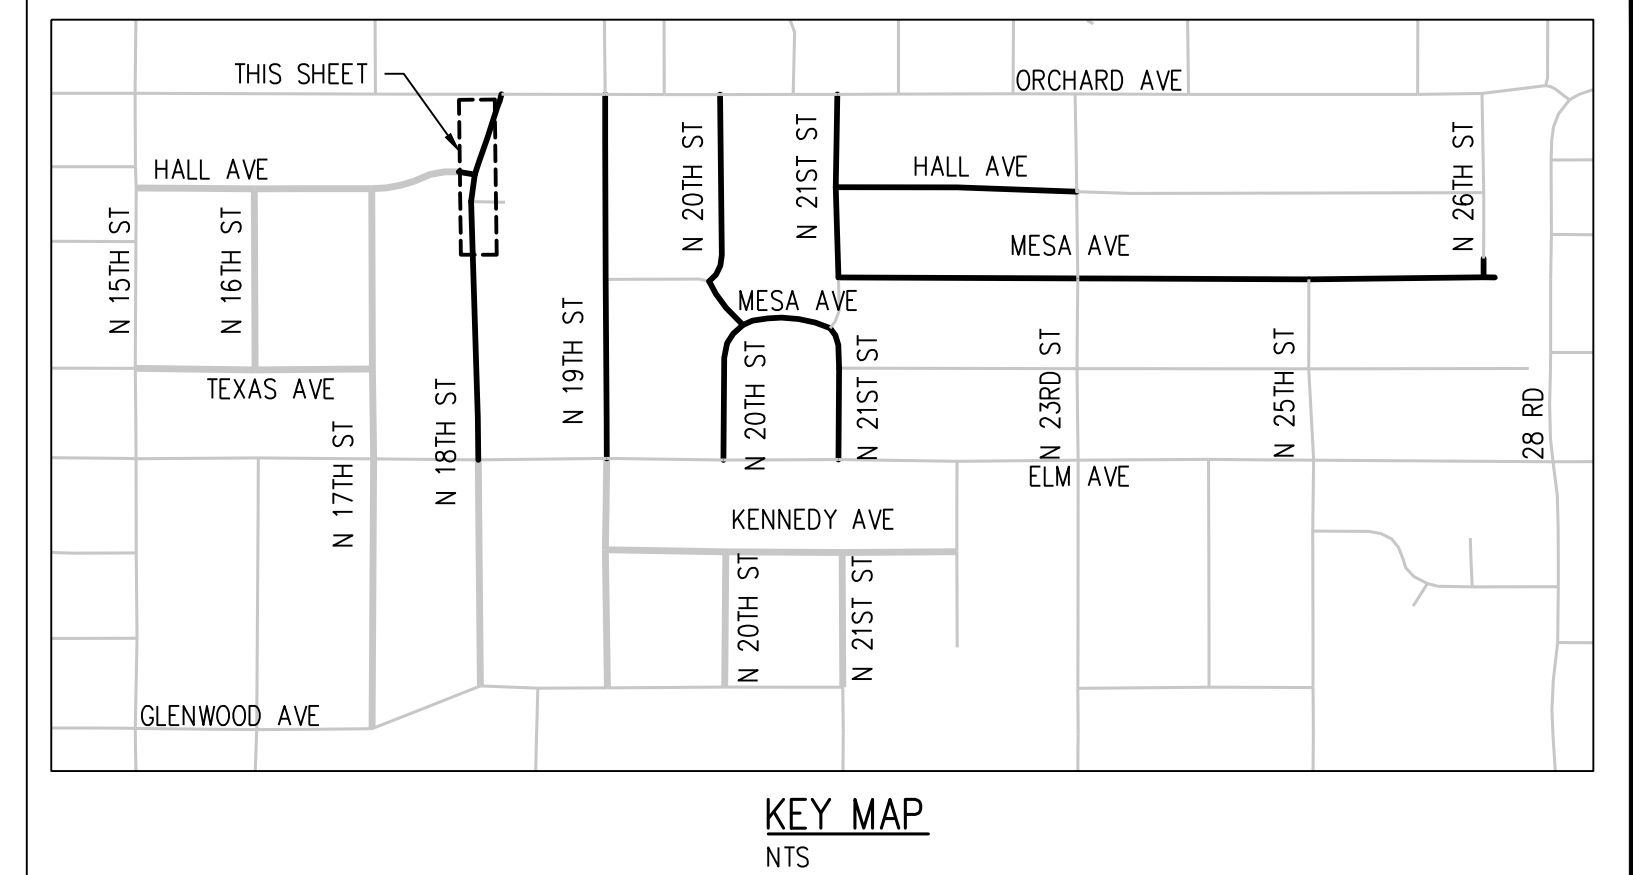 THIS SHEET
ORCHARD AVE
HALL AVE
HALL AVE
N 20TH ST
N 21ST ST
N 26TH ST
N 15TH ST
N 16TH ST
MESA AVE
MESA AVE
N 19TH ST
TEXAS AVE
N 17TH ST
N 18TH ST
N 20TH ST
N 21ST ST
N 23RD ST
N 25TH ST
28 RD
ELM AVE
KENNEDY AVE
N 20TH ST
N 21ST ST
GLENWOOD AVE
KEY MAP
NTS